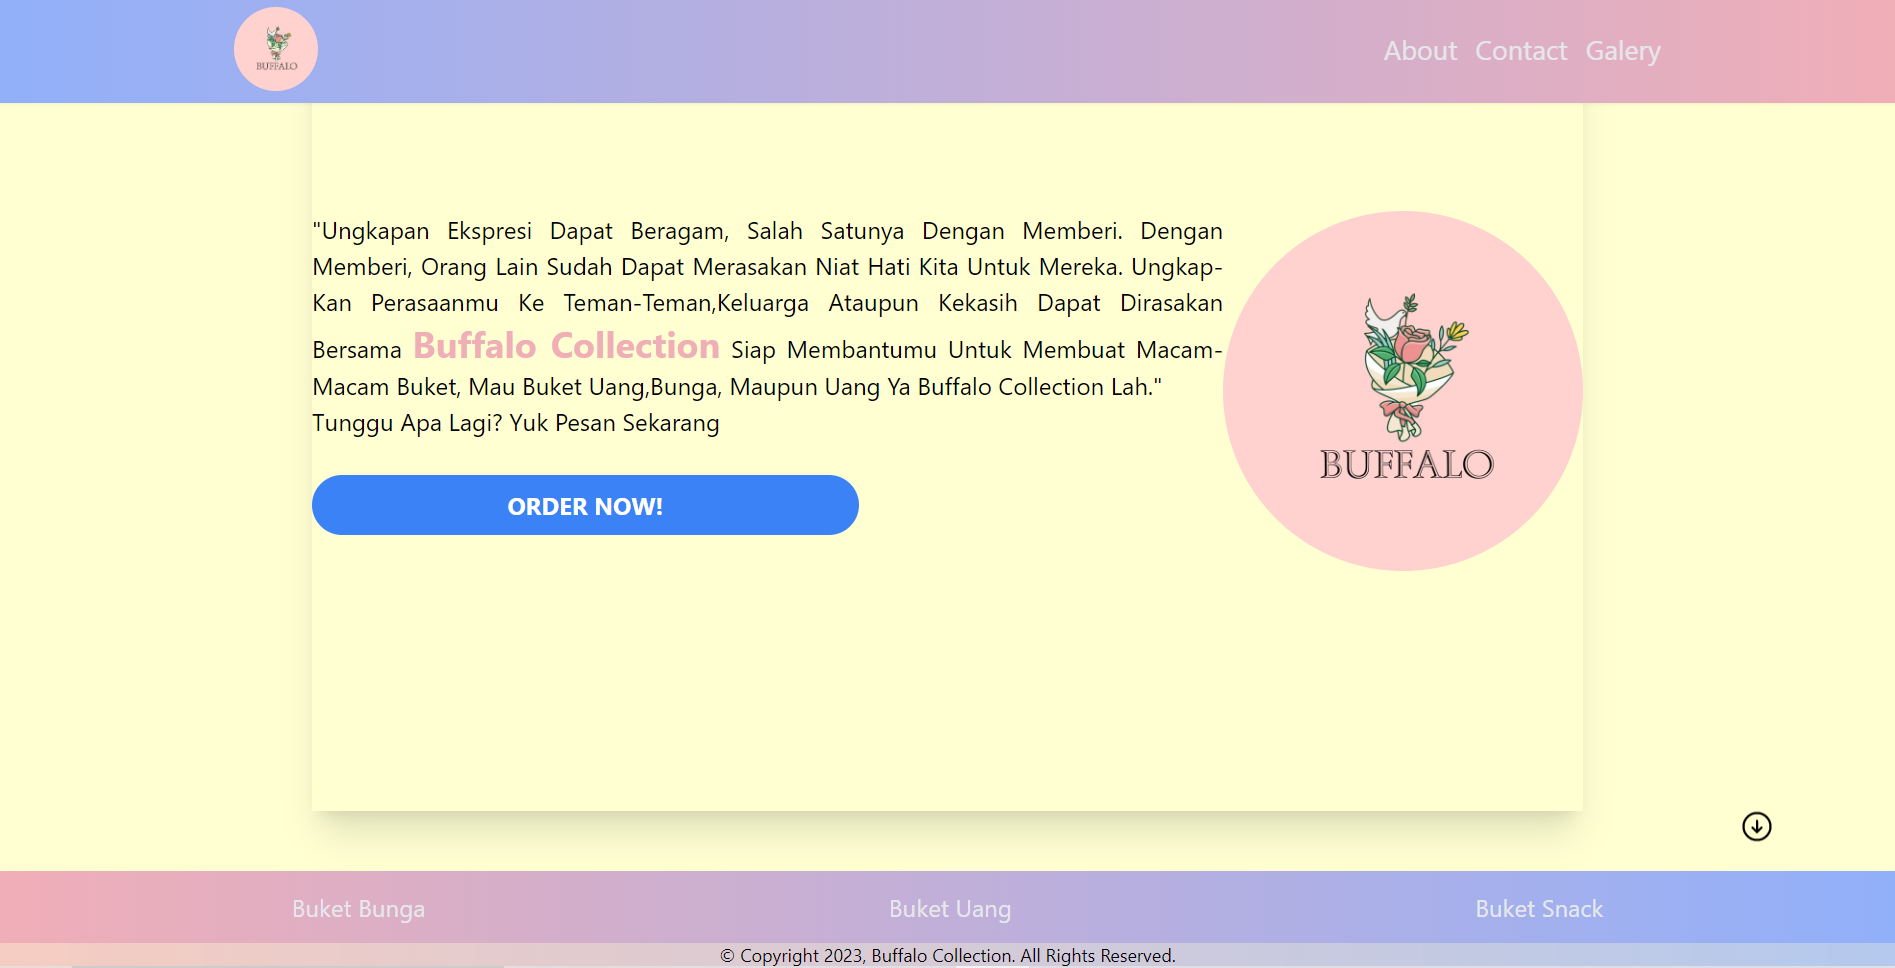 BUFFALO
About Contact Galery
"Ungkapan Ekspresi Dapat Beragam, Salah Satunya Dengan Memberi. Dengan
Memberi, Orang Lain Sudah Dapat Merasakan Niat Hati Kita Untuk Mereka. Ungkap-
Kan Perasaanmu Ke Teman-Teman,Keluarga Ataupun Kekasih Dapat Dirasakan
Bersama Buffalo Collection Siap Membantumu Untuk Membuat Macam-
Macam Buket, Mau Buket Uang,Bunga, Maupun Uang Ya Buffalo Collection Lah."
Tunggu Apa Lagi? Yuk Pesan Sekarang
ORDER NOW!
BUFFALO
Buket Bunga Buket Uang Buket Snack
© Copyright 2023, Buffalo Collection. All Rights Reserved.